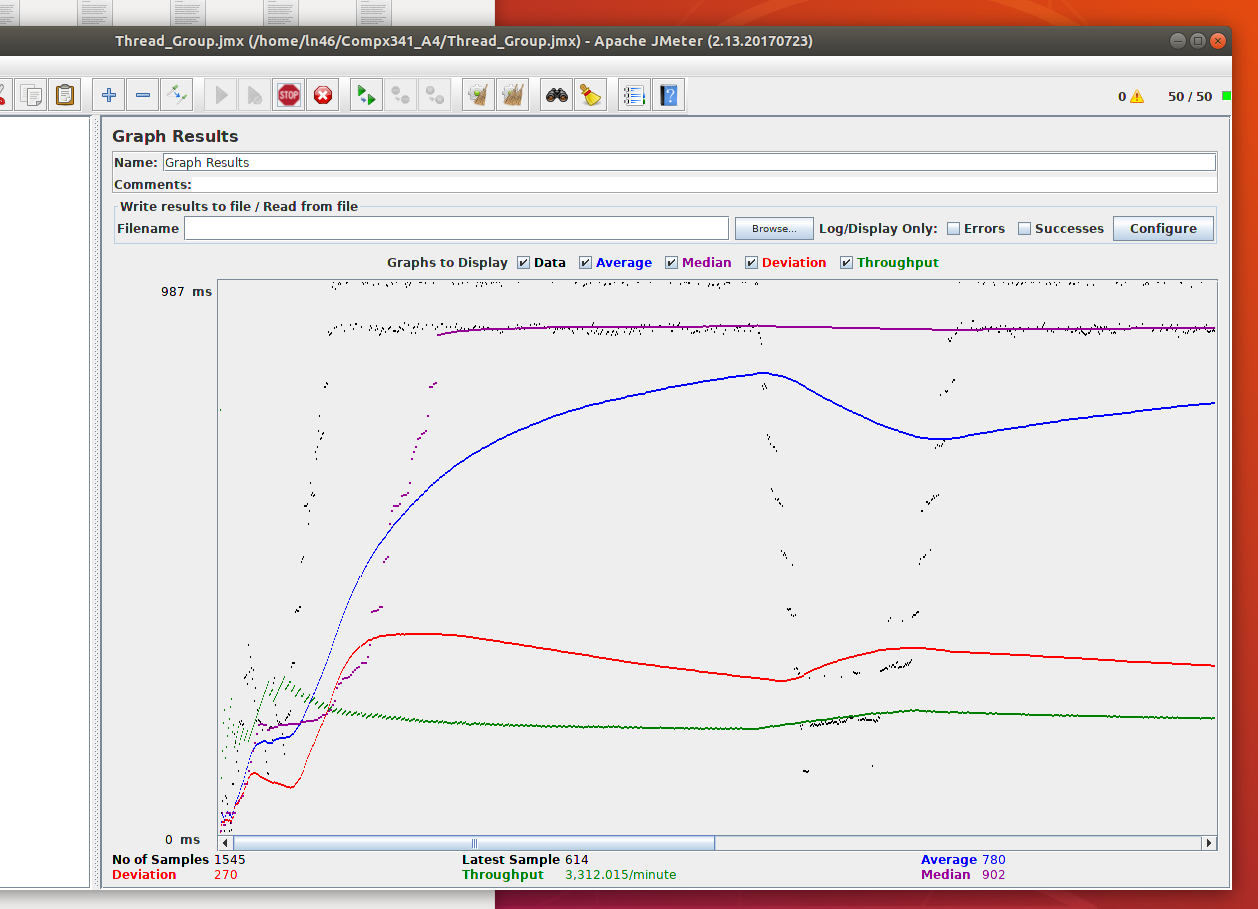 Thread_Group.jmx (/home/ln46/Compx341_A4/Thread_Group.jmx) - Apache JMeter (2.13.20170723)
STOP
0 50 / 50
Graph Results
Name: Graph Results
Comments:
Write results to file / Read from file
Filename Browse... Log/Display Only: Errors Successes Configure
Graphs to Display Data Average Median Deviation Throughput
987 ms
0 ms
No of Samples 1545 Latest Sample 614 Average 780
Deviation 270 Throughput 3,312.015/minute Median 902